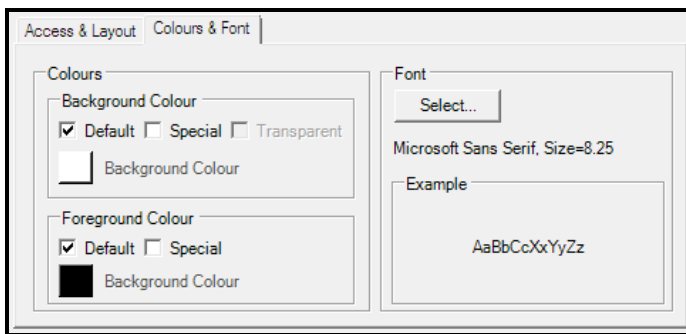 Access & Layout
Colours & Font
Colours
Background Colour
Default
Special
Transparent
Background Colour
Foreground Colour
Default
Special
Background Colour
Font
Select...
Microsoft Sans Serif, Size=8.25
Example
AaBbCcXxYyZz